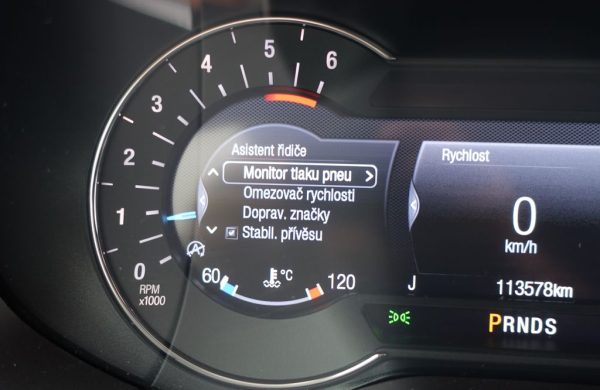 6
5
4
3
2
1
0
RPM
x1000
Asistent řidiče
Monitor tlaku pneu >
Omezovač rychlosti
Doprav. značky
Stabil. přívěsu
60 °C 120
Rychlost
0
km/h
J 113578km
PRNDS